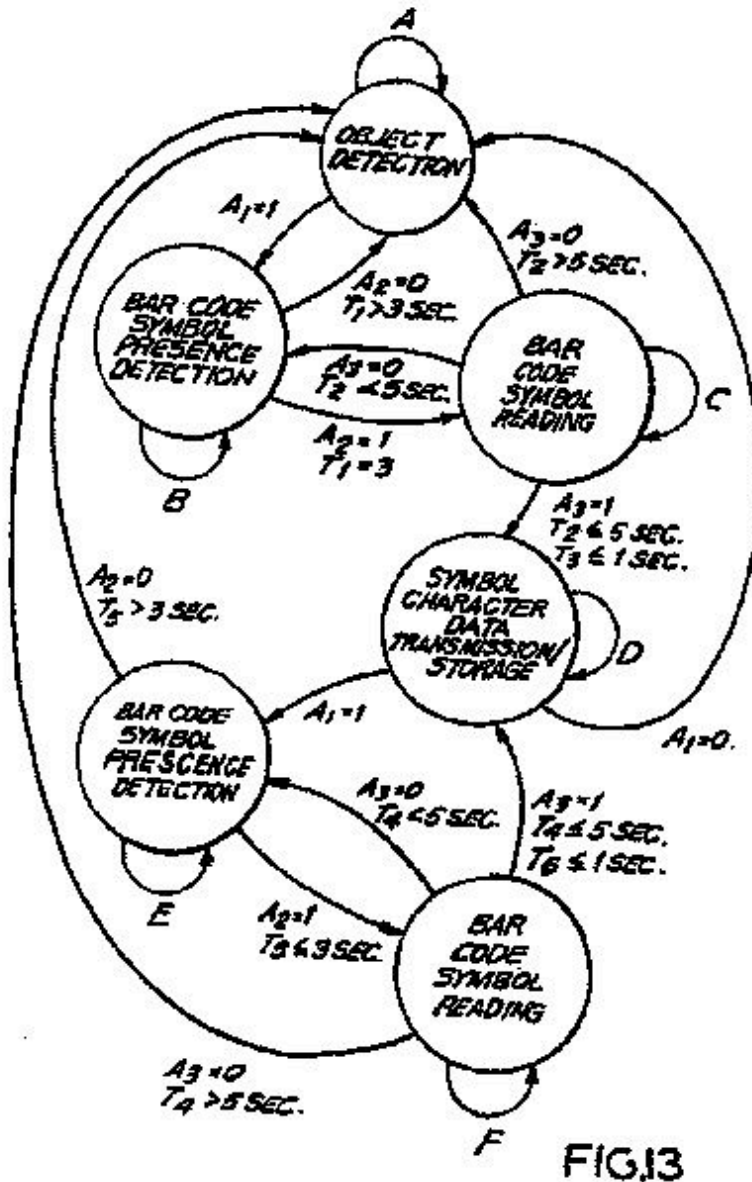 A
OBJECT
DETECTION
A1=1
A2=0
T1>3 SEC.
A3=0
T2>5 SEC.
BAR CODE
SYMBOL
PRESENCE
DETECTION
B
A3=0
T2<5 SEC.
A2=1
T1=3
BAR
CODE
SYMBOL
READING
C
A3=1
T2≤5 SEC.
T3≤1 SEC.
SYMBOL
CHARACTER
DATA
TRANSMISSION/
STORAGE
D
A1=0.
A2=0
T5>3 SEC.
A1=1
BAR CODE
SYMBOL
PRESCENCE
DETECTION
E
A3=0
T4<5 SEC.
A3=1
T4≤5 SEC.
T6≤1 SEC.
A2=1
T5≤3 SEC.
BAR
CODE
SYMBOL
READING
F
A3=0
T4>5 SEC.
FIG.13